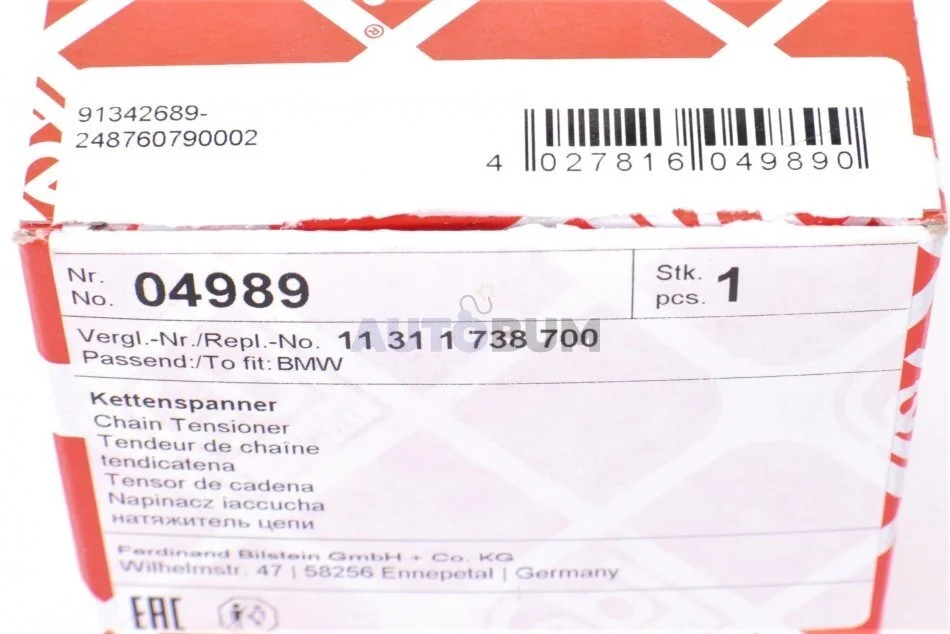 ®
91342689-
248760790002
4 027816 049890
Nr.
No. 04989
Stk.
pcs. 1
Vergl.-Nr./Repl.-No. 11 31 1 738 700
Passend:/To fit: BMW
AUTOBUM
Kettenspanner
Chain Tensioner
Tendeur de chaîne
tendicatena
Tensor de cadena
Napinacz łaccucha
натяжитель цепи
Ferdinand Bilstein GmbH + Co. KG
Wilhelmstr. 47 | 58256 Ennepetal | Germany
EAC